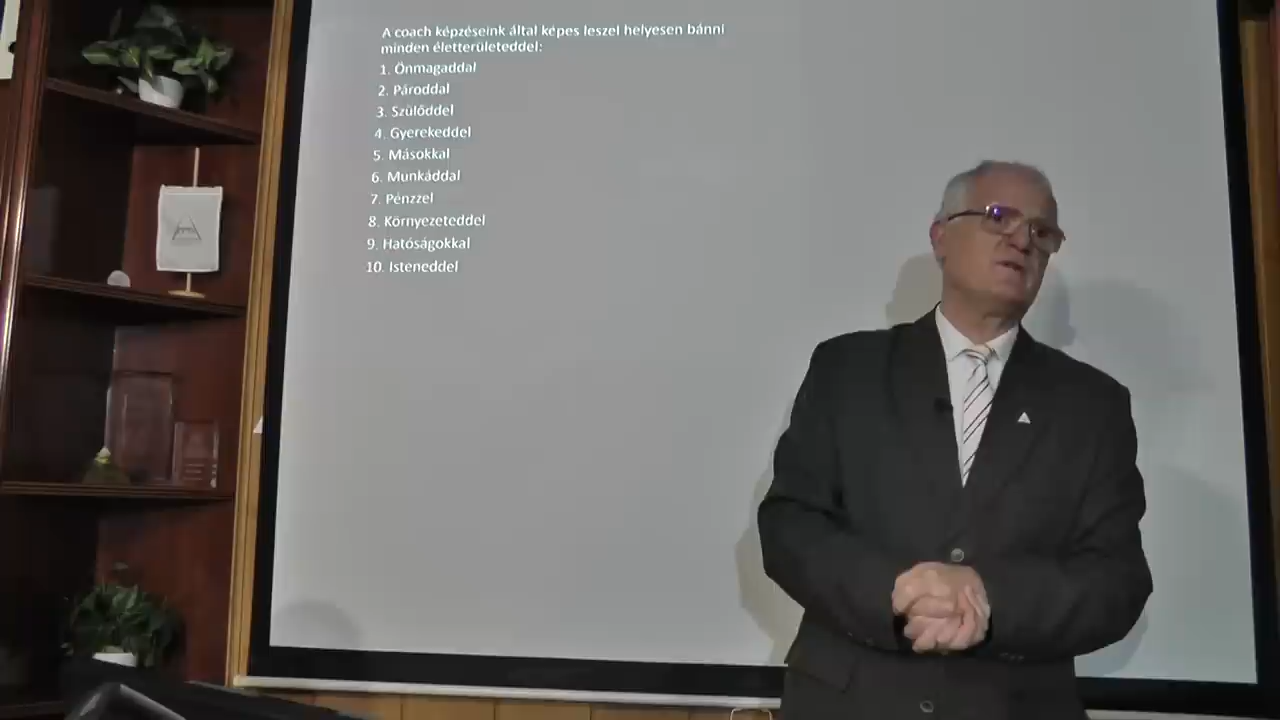 A coach képzéseink által képes leszel helyesen bánni
minden életterületeddel:
1. Önmagaddal
2. Pároddal
3. Szülőddel
4. Gyerekeddel
5. Másokkal
6. Munkáddal
7. Pénzzel
8. Környezeteddel
9. Hatóságokkal
10. Isteneddel